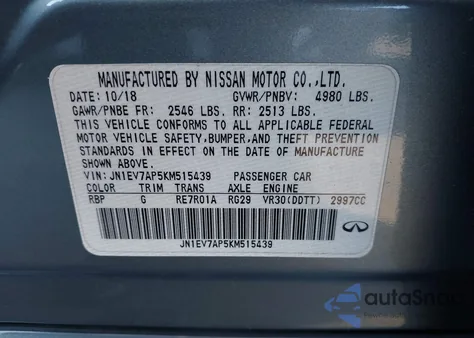 MANUFACTURED BY NISSAN MOTOR CO.,LTD.
DATE: 10/18 GVWR/PNBV: 4980 LBS.
GAWR/PNBE FR: 2546 LBS. RR: 2513 LBS.
THIS VEHICLE CONFORMS TO ALL APPLICABLE FEDERAL
MOTOR VEHICLE SAFETY,BUMPER,AND THEFT PREVENTION
STANDARDS IN EFFECT ON THE DATE OF MANUFACTURE
SHOWN ABOVE.
VIN: JN1EV7AP5KM515439 PASSENGER CAR
COLOR TRIM TRANS AXLE ENGINE
RBP G RE7R01A RG29 VR30(DDTT) 2997CC
JN1EV7AP5KM515439